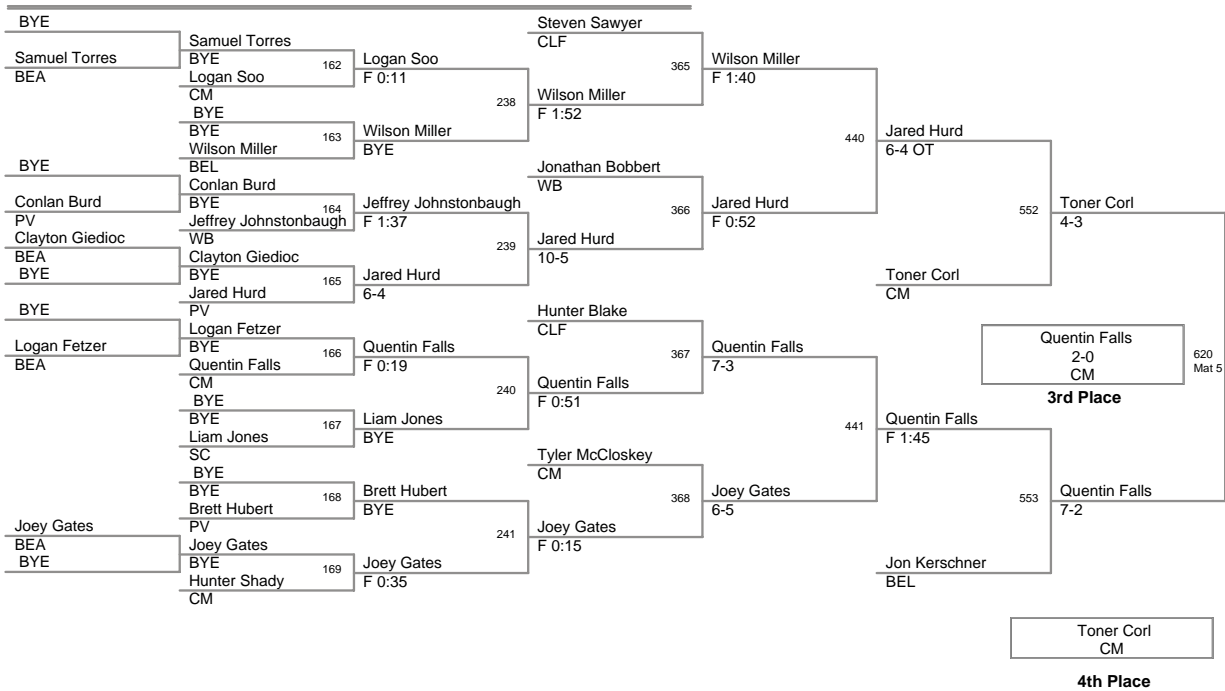 BYE
Samuel Torres
BEA
BYE
Conlan Burd
PV
Clayton Giedioc
BEA
BYE
BYE
Logan Fetzer
BEA
Joey Gates
BEA
BYE
Samuel Torres
BYE
162
Logan Soo
CM
BYE
BYE
163
Wilson Miller
BEL
Conlan Burd
BYE
164
Jeffrey Johnstonbaugh
WB
Clayton Giedioc
BYE
165
Jared Hurd
PV
Logan Fetzer
BYE
166
Quentin Falls
CM
BYE
BYE
167
Liam Jones
SC
BYE
BYE
168
Brett Hubert
PV
Joey Gates
BYE
169
Hunter Shady
CM
Logan Soo
F 0:11
238
Wilson Miller
BYE
Jeffrey Johnstonbaugh
F 1:37
239
Jared Hurd
6-4
Quentin Falls
F 0:19
240
Liam Jones
BYE
Brett Hubert
BYE
241
Joey Gates
F 0:35
Steven Sawyer
CLF
365
Wilson Miller
F 1:52
Jonathan Bobbert
WB
366
Jared Hurd
10-5
Hunter Blake
CLF
367
Quentin Falls
F 0:51
Tyler McCloskey
CM
368
Joey Gates
F 0:15
Wilson Miller
F 1:40
440
Jared Hurd
F 0:52
Quentin Falls
7-3
441
Joey Gates
6-5
Jared Hurd
6-4 OT
552
Toner Corl
CM
Quentin Falls
F 1:45
553
Jon Kerschner
BEL
Toner Corl
4-3
Quentin Falls
2-0
CM
620
Mat 5
3rd Place
Quentin Falls
7-2
Toner Corl
CM
4th Place